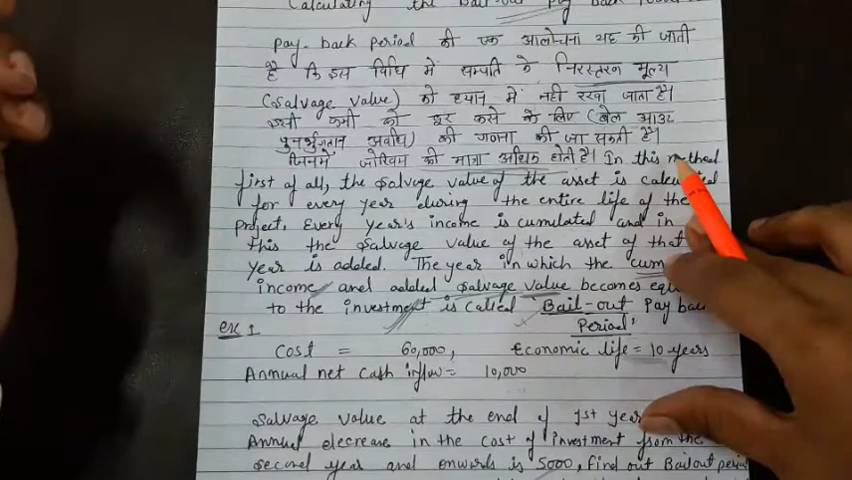 Calculating the Bail-out Pay back
Pay-back Period की एक आलोचना यह की जाती
है कि इस विधि में सम्पति के निरस्तरन मूल्य
(Salvage Value) को ध्यान में नही रखा जाता है।
इसी कमी को दूर करने के लिए (बेल आउट
पुनर्भुगतान अवधि) की गणना की जा सकती है।
जिनमे जोखिम की मात्रा अधिक होती है। In this method
first of all, the salvage value of the asset is calculated
for every year during the entire life of the
Project. Every year's income is cumulated and in
this the salvage value of the asset of that
year is added. The year in which the
income and added salvage value becomes
to the investment is called 'Bail-out Pay
Period'
ex 1
Cost = 60,000, Economic life = 10 years
Annual net cash inflow = 10,000
Salvage value at the end of 1st year
Annual decrease in the cost of investment from the
second year and onwards is 5000, find out Bailout